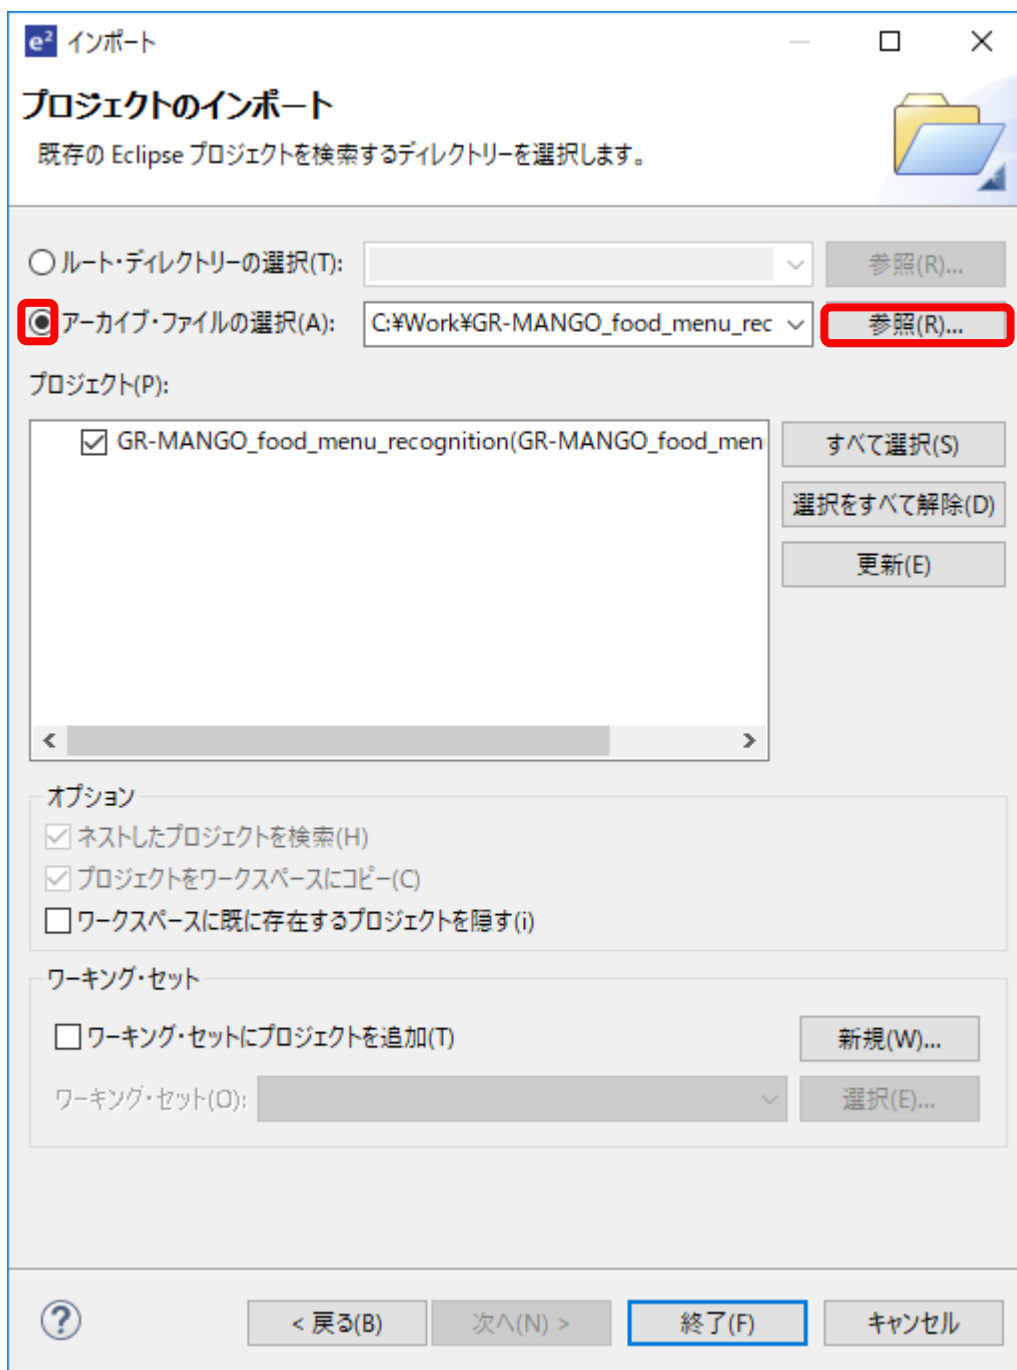 e² インポート
プロジェクトのインポート
既存の Eclipse プロジェクトを検索するディレクトリーを選択します。
ルート・ディレクトリーの選択(T): 参照(R)...
アーカイブ・ファイルの選択(A): C:¥Work¥GR-MANGO_food_menu_rec 参照(R)...
プロジェクト(P):
GR-MANGO_food_menu_recognition(GR-MANGO_food_men
すべて選択(S)
選択をすべて解除(D)
更新(E)
オプション
ネストしたプロジェクトを検索(H)
プロジェクトをワークスペースにコピー(C)
ワークスペースに既に存在するプロジェクトを隠す(i)
ワーキング・セット
ワーキング・セットにプロジェクトを追加(T) 新規(W)...
ワーキング・セット(O): 選択(E)...
? < 戻る(B) 次へ(N) > 終了(F) キャンセル